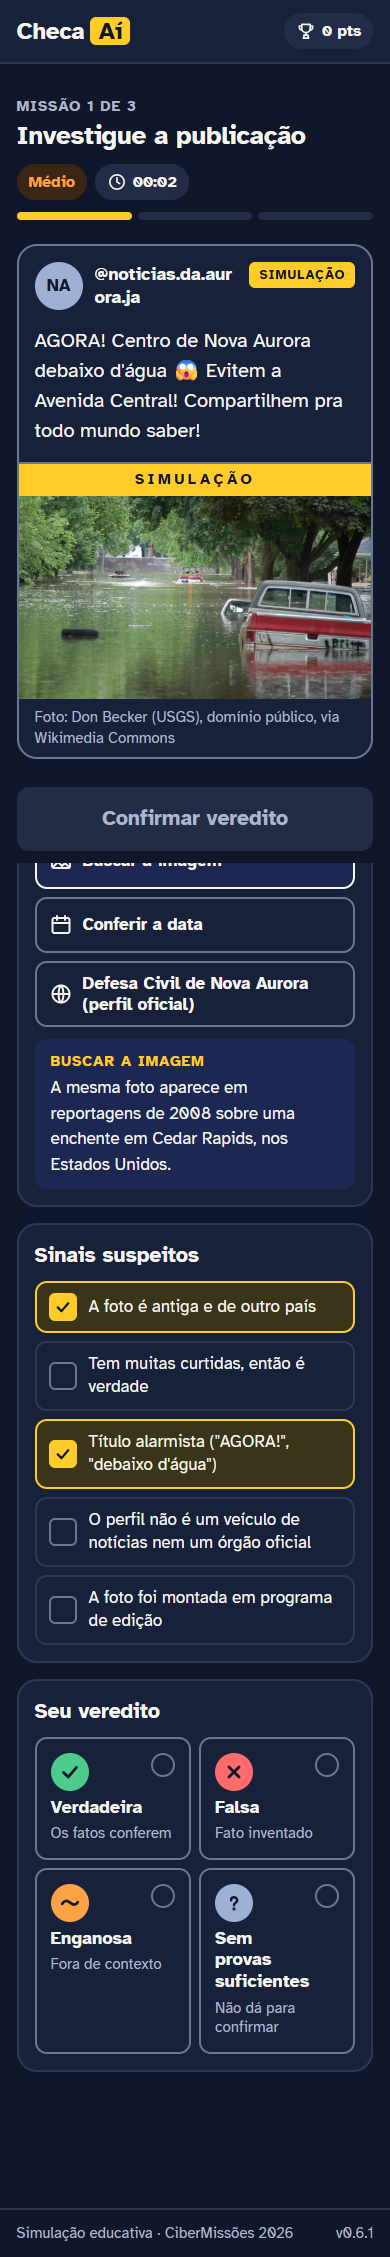 Checa Aí
0 pts
MISSÃO 1 DE 3
Investigue a publicação
Médio
00:02
NA
@noticias.da.aur
ora.ja
SIMULAÇÃO
AGORA! Centro de Nova Aurora
debaixo d'água 😱 Evitem a
Avenida Central! Compartilhem pra
todo mundo saber!
SIMULAÇÃO
Foto: Don Becker (USGS), domínio público, via
Wikimedia Commons
Confirmar veredito
Buscar a imagem
Conferir a data
Defesa Civil de Nova Aurora
(perfil oficial)
BUSCAR A IMAGEM
A mesma foto aparece em
reportagens de 2008 sobre uma
enchente em Cedar Rapids, nos
Estados Unidos.
Sinais suspeitos
A foto é antiga e de outro país
Tem muitas curtidas, então é
verdade
Título alarmista ("AGORA!",
"debaixo d'água")
O perfil não é um veículo de
notícias nem um órgão oficial
A foto foi montada em programa
de edição
Seu veredito
Verdadeira
Os fatos conferem
Falsa
Fato inventado
Enganosa
Fora de contexto
Sem
provas
suficientes
Não dá para
confirmar
Simulação educativa · CiberMissões 2026
v0.6.1